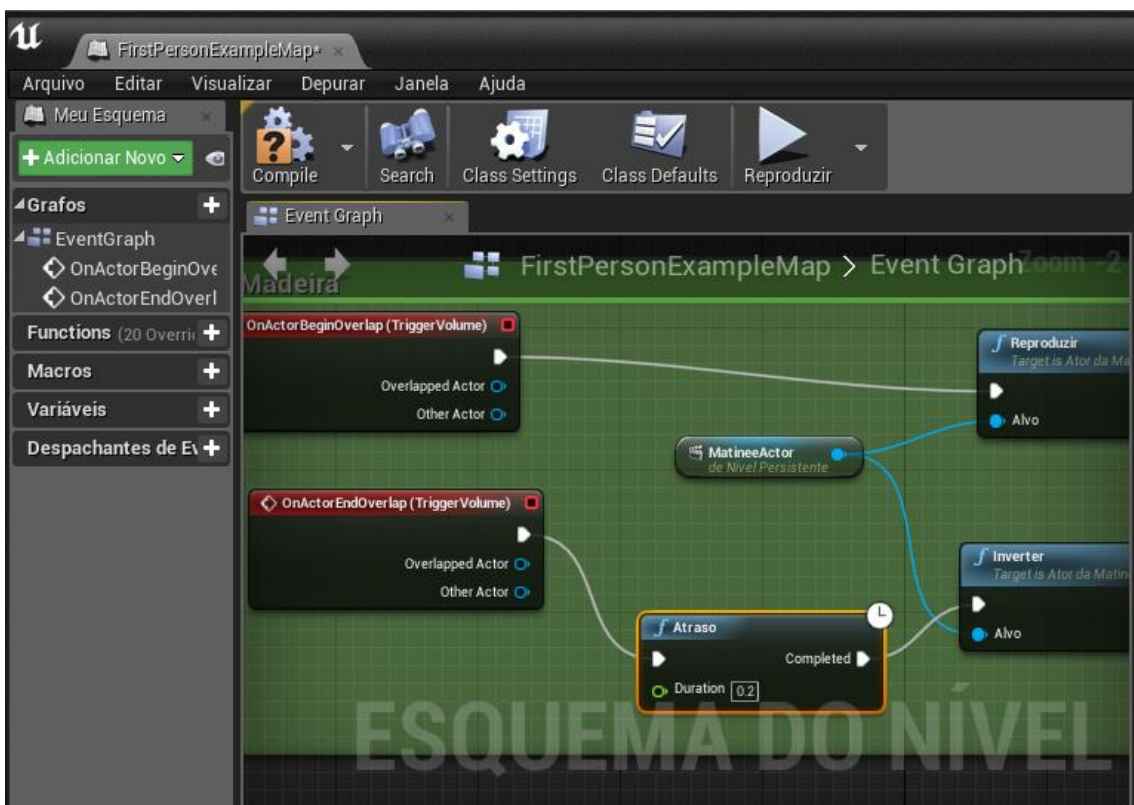 FirstPersonExampleMap*
Arquivo Editar Visualizar Depurar Janela Ajuda
Meu Esquema
Adicionar Novo
Compile Search Class Settings Class Defaults Reproduzir
Grafos
EventGraph
OnActorBeginOve
OnActorEndOverl
Functions (20 Overri
Macros
Variáveis
Despachantes de Ev
Event Graph
FirstPersonExampleMap > Event Graph
Zoom -2
Madeira
OnActorBeginOverlap (TriggerVolume)
Overlapped Actor
Other Actor
Reproduzir
Target is Ator da Ma
Alvo
MatineeActor
de Nível Persistente
OnActorEndOverlap (TriggerVolume)
Overlapped Actor
Other Actor
Inverter
Target is Ator da Matin
Alvo
Atraso
Completed
Duration 0.2
ESQUEMA DO NÍVEL